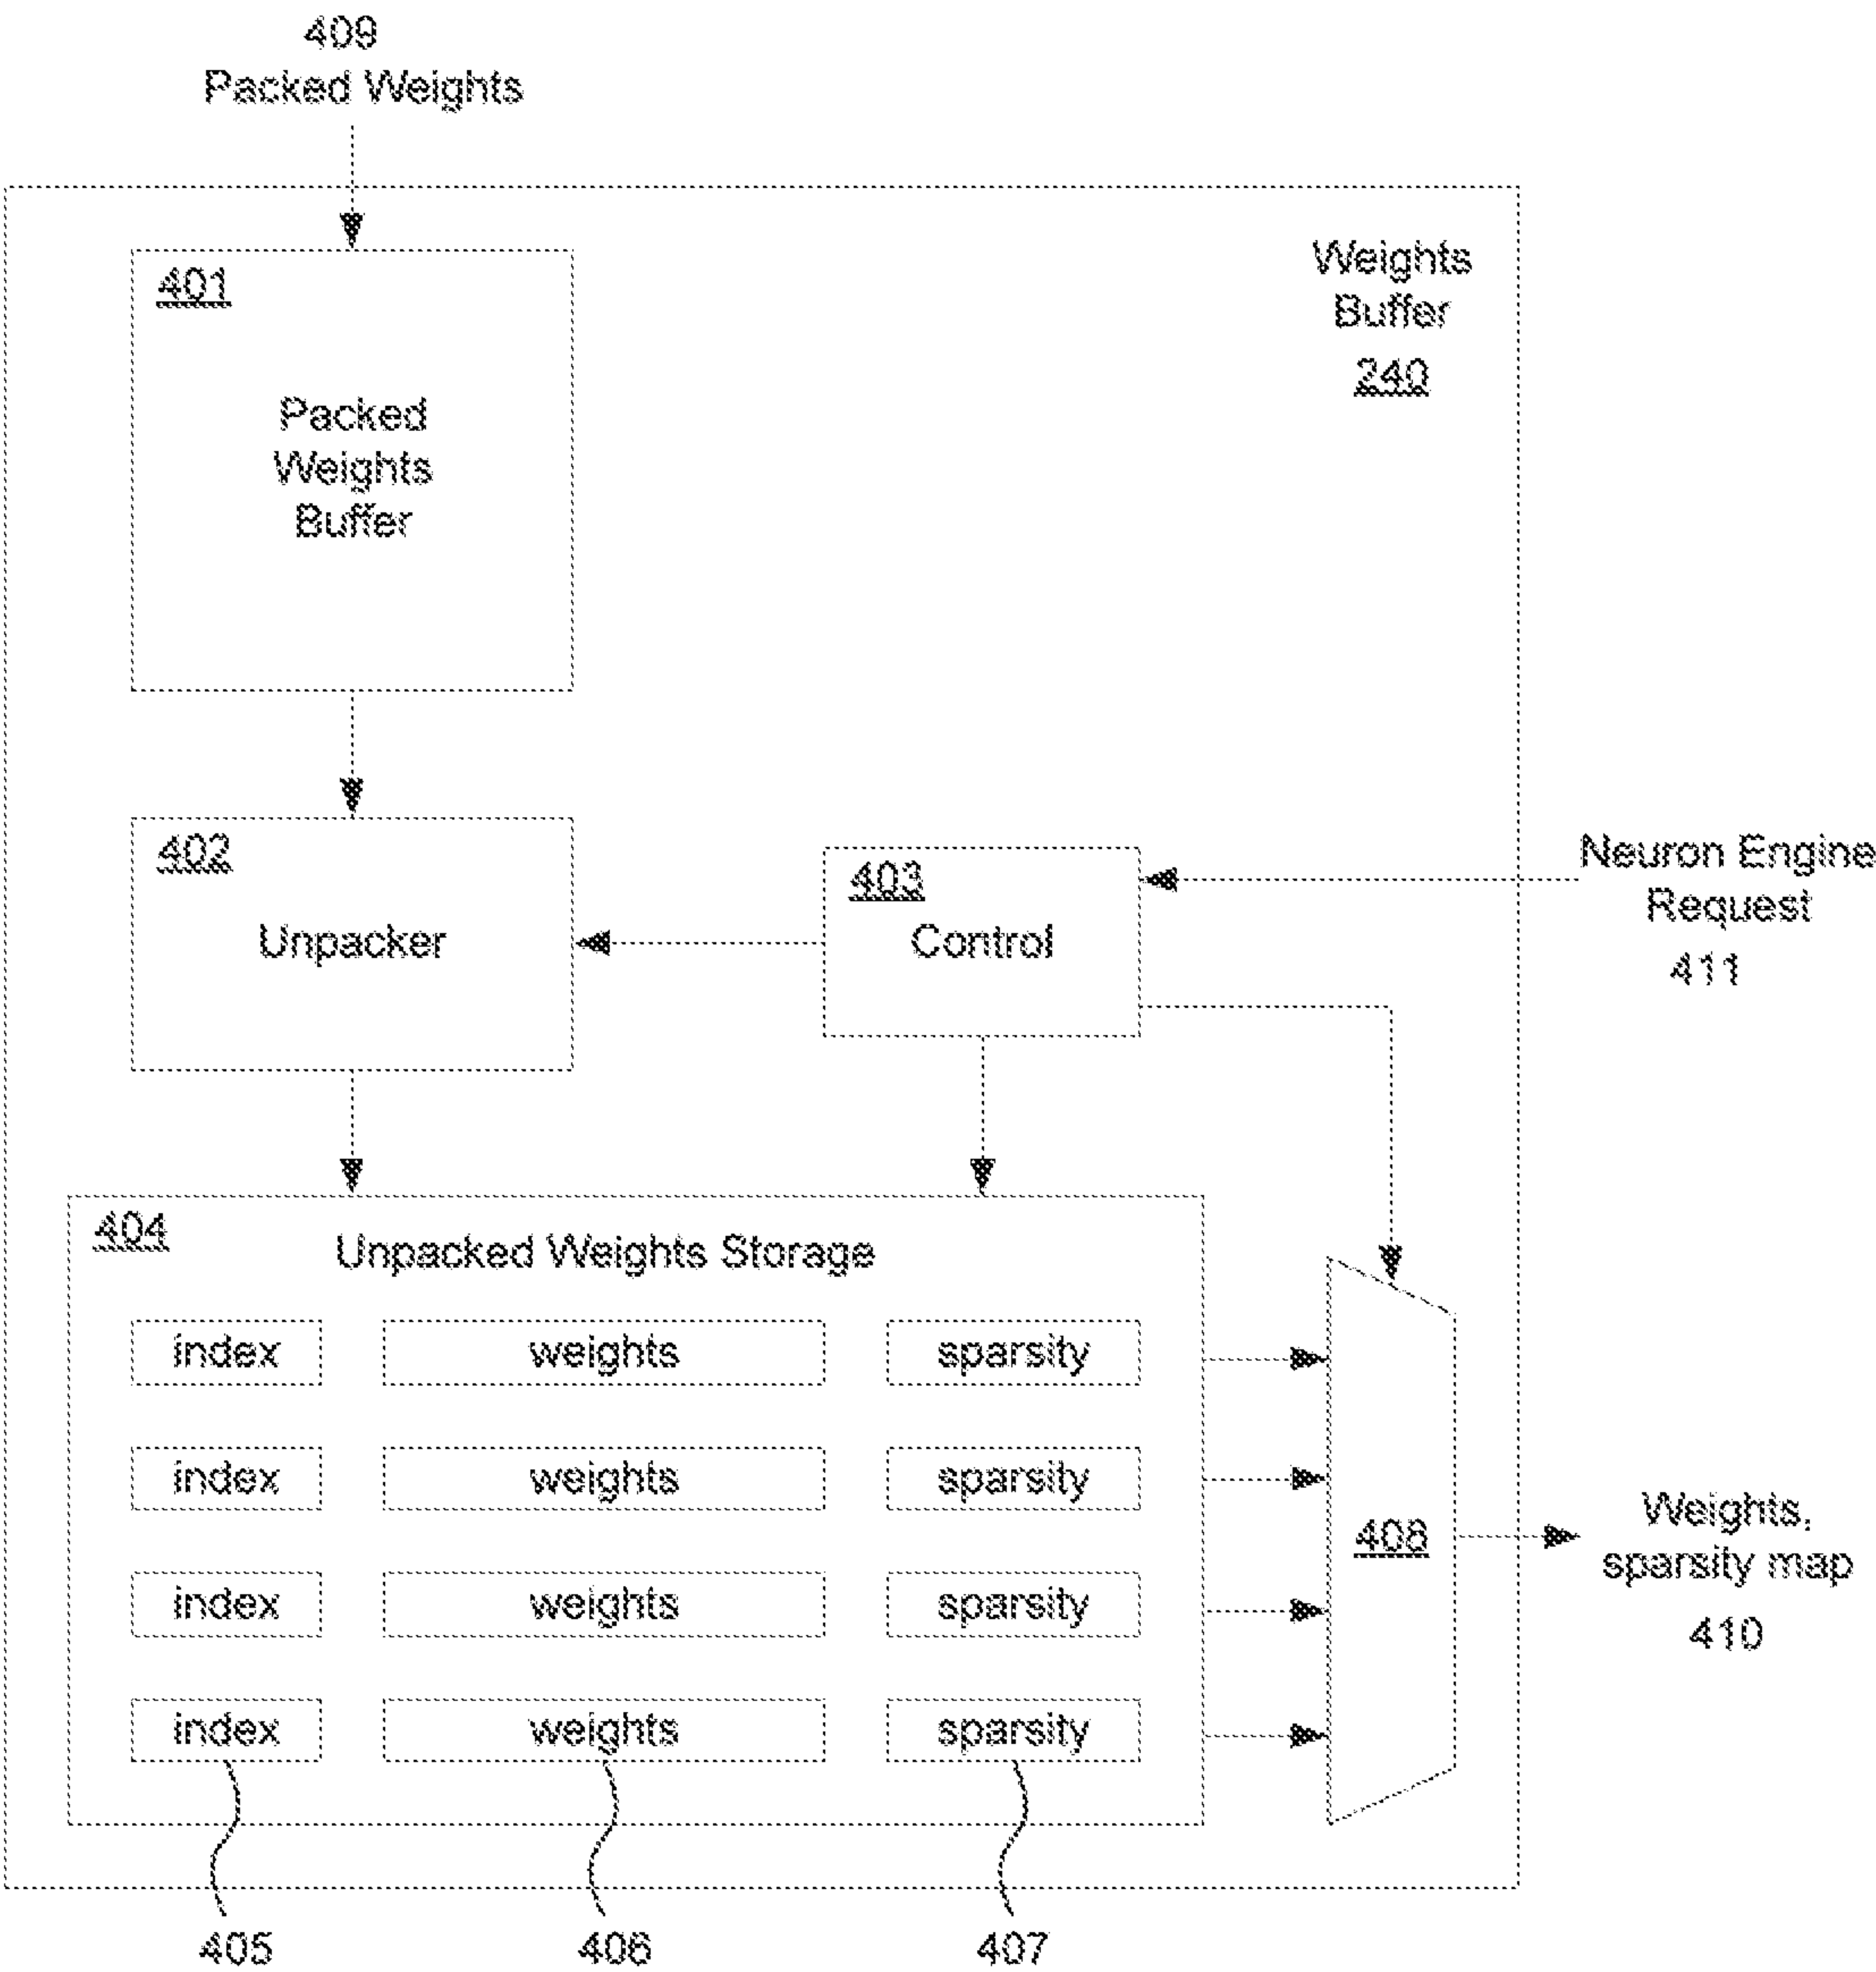 409
Packed Weights
401
Packed
Weights
Buffer
Weights
Buffer
240
402
Unpacker
403
Control
Neuron Engine
Request
411
404
Unpacked Weights Storage
index weights sparsity
index weights sparsity
index weights sparsity
index weights sparsity
408
Weights,
sparsity map
410
405 406 407